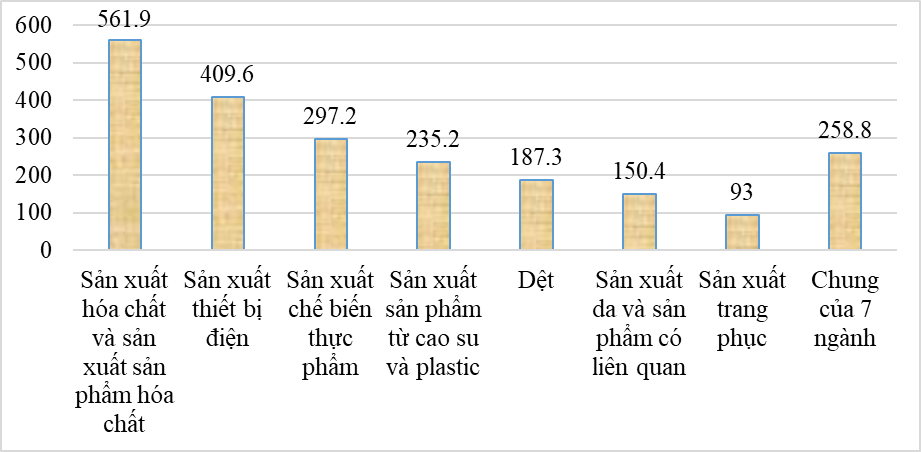 600
500
400
300
200
100
0
561.9
409.6
297.2
235.2
187.3
150.4
93
258.8
Sản xuất
hóa chất
và sản
xuất sản
phẩm hóa
chất
Sản xuất
thiết bị
điện
Sản xuất
chế biến
thực
phẩm
Sản xuất
sản phẩm
từ cao su
và plastic
Dệt
Sản xuất
da và sản
phẩm có
liên quan
Sản xuất
trang
phục
Chung
của 7
ngành